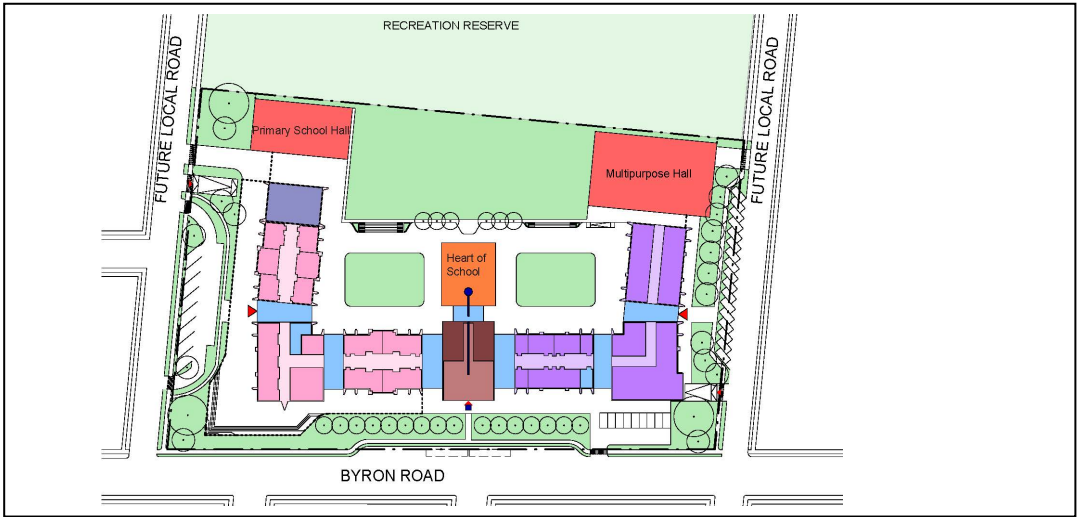 RECREATION RESERVE
FUTURE LOCAL ROAD
FUTURE LOCAL ROAD
Primary School Hall
Multipurpose Hall
Heart of
School
BYRON ROAD